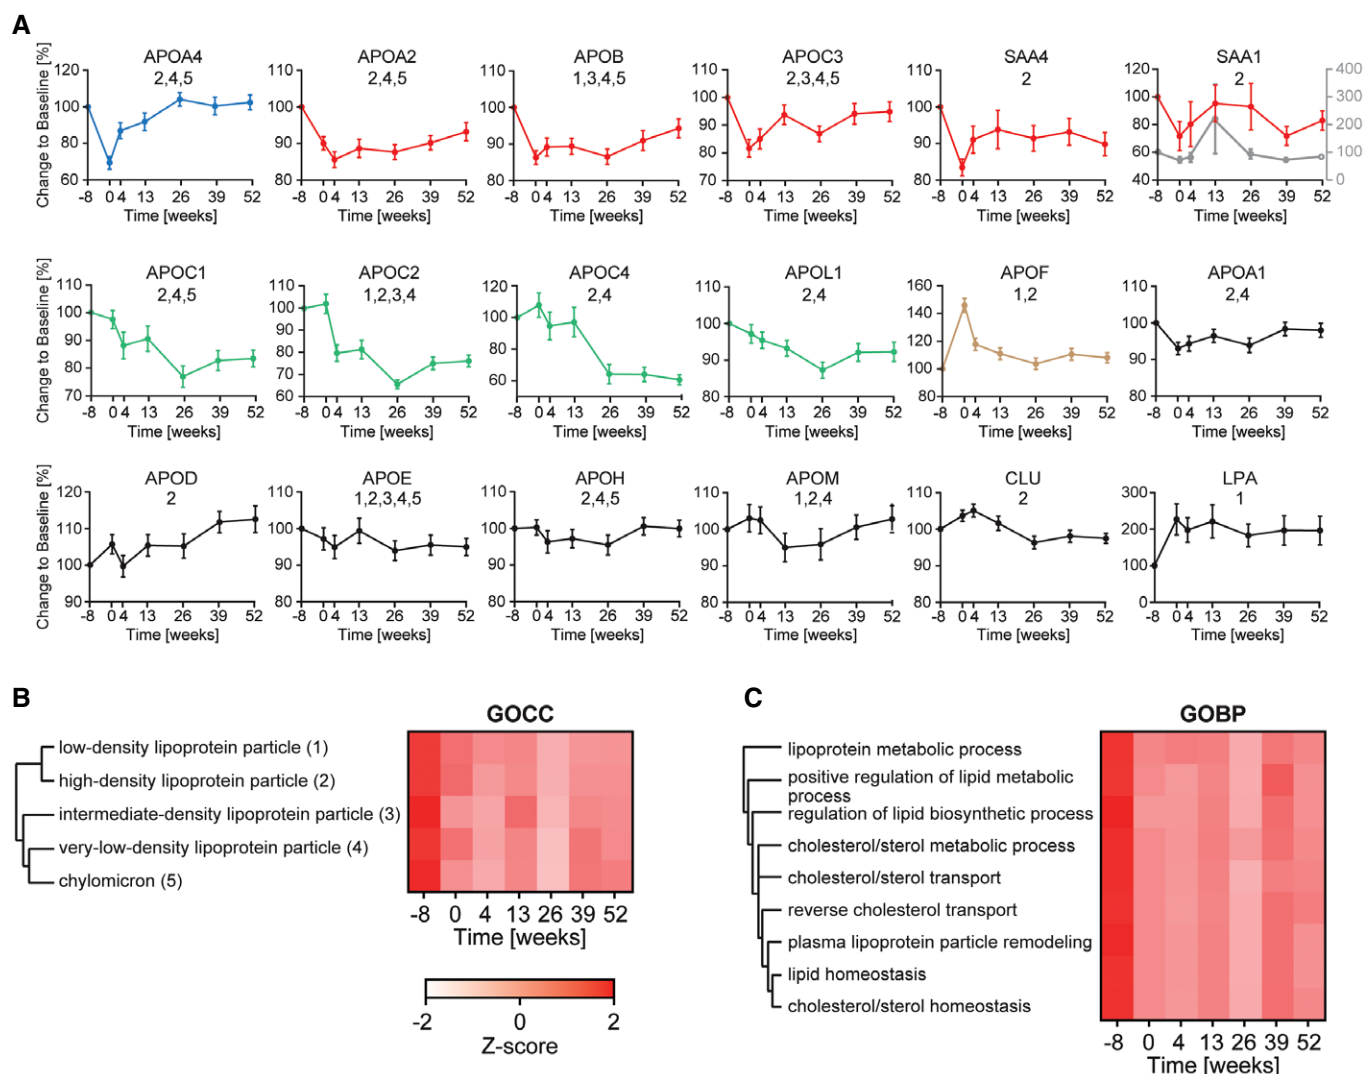 A
APOA4
2,4,5
APOA2
2,4,5
APOB
1,3,4,5
APOC3
2,3,4,5
SAA4
2
SAA1
2
Change to Baseline [%]
120
100
80
60
-8 0 4 13 26 39 52
Time [weeks]
110
100
90
80
-8 0 4 13 26 39 52
Time [weeks]
110
100
90
80
-8 0 4 13 26 39 52
Time [weeks]
110
100
90
80
70
-8 0 4 13 26 39 52
Time [weeks]
110
100
90
80
-8 0 4 13 26 39 52
Time [weeks]
120
100
80
60
40
400
300
200
100
0
-8 0 4 13 26 39 52
Time [weeks]
APOC1
2,4,5
APOC2
1,2,3,4
APOC4
2,4
APOL1
2,4
APOF
1,2
APOA1
2,4
Change to Baseline [%]
110
100
90
80
70
-8 0 4 13 26 39 52
Time [weeks]
110
100
90
80
70
60
-8 0 4 13 26 39 52
Time [weeks]
120
100
80
60
-8 0 4 13 26 39 52
Time [weeks]
110
100
90
80
-8 0 4 13 26 39 52
Time [weeks]
160
140
120
100
80
-8 0 4 13 26 39 52
Time [weeks]
110
100
90
80
-8 0 4 13 26 39 52
Time [weeks]
APOD
2
APOE
1,2,3,4,5
APOH
2,4,5
APOM
1,2,4
CLU
2
LPA
1
Change to Baseline [%]
120
110
100
90
-8 0 4 13 26 39 52
Time [weeks]
110
100
90
80
-8 0 4 13 26 39 52
Time [weeks]
110
100
90
80
-8 0 4 13 26 39 52
Time [weeks]
110
100
90
80
-8 0 4 13 26 39 52
Time [weeks]
110
100
90
80
-8 0 4 13 26 39 52
Time [weeks]
300
200
100
0
-8 0 4 13 26 39 52
Time [weeks]
B
GOCC
low-density lipoprotein particle (1)
high-density lipoprotein particle (2)
intermediate-density lipoprotein particle (3)
very-low-density lipoprotein particle (4)
chylomicron (5)
-8 0 4 13 26 39 52
Time [weeks]
-2 0 2
Z-score
C
GOBP
lipoprotein metabolic process
positive regulation of lipid metabolic
process
regulation of lipid biosynthetic process
cholesterol/sterol metabolic process
cholesterol/sterol transport
reverse cholesterol transport
plasma lipoprotein particle remodeling
lipid homeostasis
cholesterol/sterol homeostasis
-8 0 4 13 26 39 52
Time [weeks]